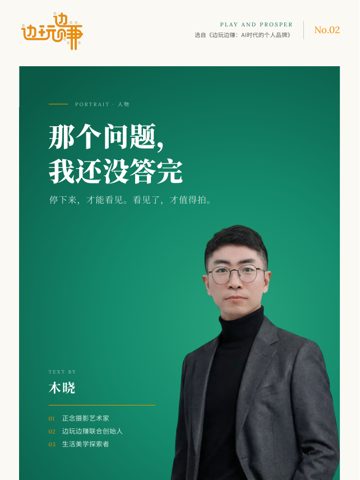 边玩边赚
PLAY AND PROSPER
选自《边玩边赚：AI时代的个人品牌》
No.02
PORTRAIT · 人物
那个问题，
我还没答完
停下来，才能看见。看见了，才值得拍。
TEXT BY
木晓
01 正念摄影艺术家
02 边玩边赚联合创始人
03 生活美学探索者